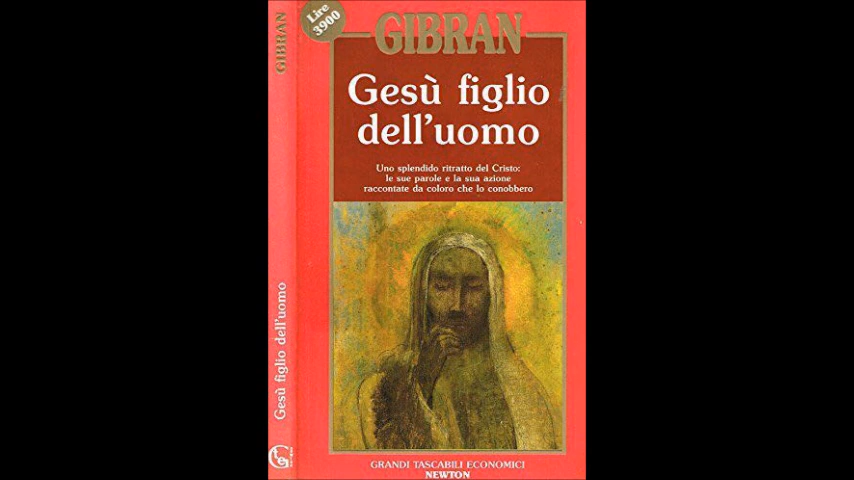 GIBRAN
Gesù figlio dell'uomo
Lire
3900
GIBRAN
Gesù figlio
dell'uomo
Uno splendido ritratto del Cristo:
le sue parole e la sua azione
raccontate da coloro che lo conobbero
GRANDI TASCABILI ECONOMICI
NEWTON